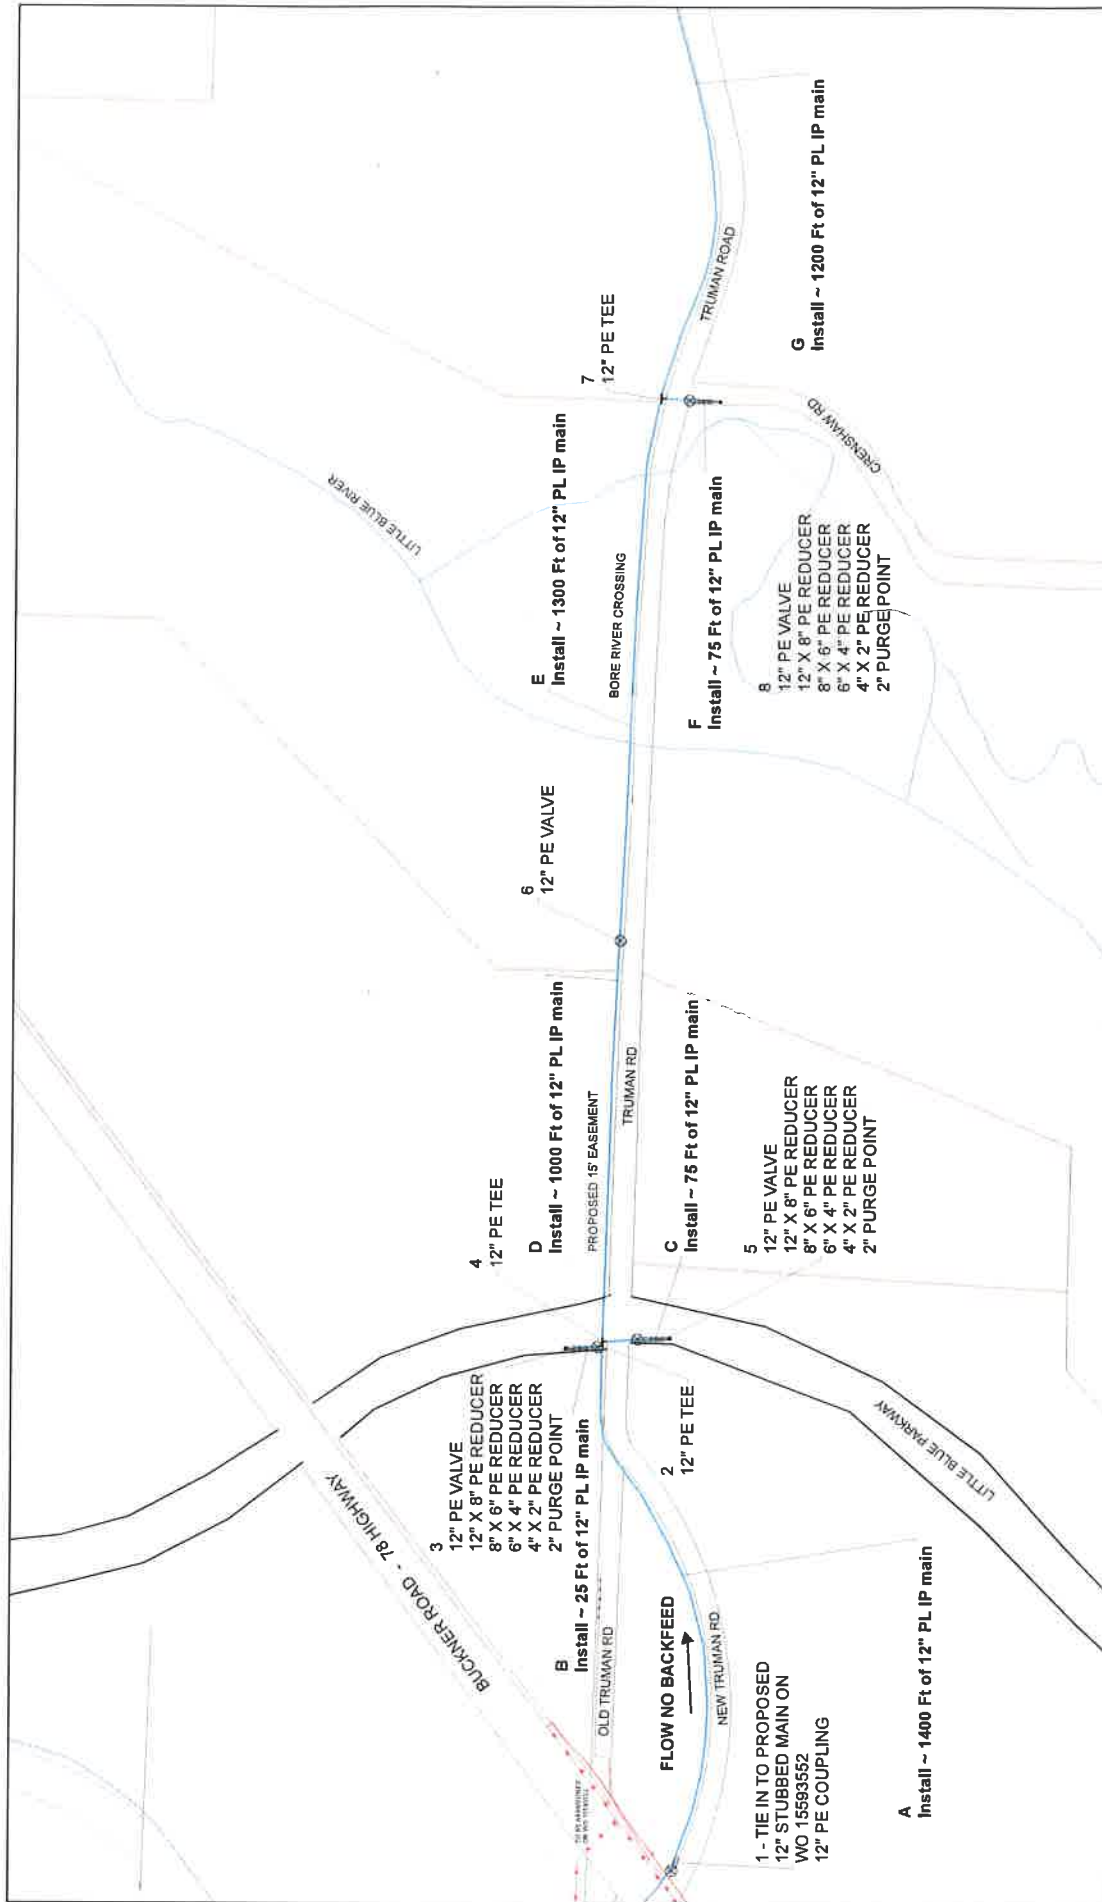 BUCKNER ROAD - 78 HIGHWAY
3
12" PE VALVE
12" X 8" PE REDUCER
8" X 6" PE REDUCER
6" X 4" PE REDUCER
4" X 2" PE REDUCER
2" PURGE POINT
B
Install ~ 25 Ft of 12" PL IP main
OLD TRUMAN RD
FLOW NO BACKFEED
NEW TRUMAN RD
1 - TIE IN TO PROPOSED
12" STUBBED MAIN ON
WO 15593552
12" PE COUPLING
A
Install ~ 1400 Ft of 12" PL IP main
2
12" PE TEE
LITTLE BLUE PARKWAY
4
12" PE TEE
D
Install ~ 1000 Ft of 12" PL IP main
PROPOSED 15' EASEMENT
TRUMAN RD
C
Install ~ 75 Ft of 12" PL IP main
5
12" PE VALVE
12" X 8" PE REDUCER
8" X 6" PE REDUCER
6" X 4" PE REDUCER
4" X 2" PE REDUCER
2" PURGE POINT
6
12" PE VALVE
LITTLE BLUE RIVER
E
Install ~ 1300 Ft of 12" PL IP main
BORE RIVER CROSSING
F
Install ~ 75 Ft of 12" PL IP main
8
12" PE VALVE
12" X 8" PE REDUCER
8" X 6" PE REDUCER
6" X 4" PE REDUCER
4" X 2" PE REDUCER
2" PURGE POINT
7
12" PE TEE
TRUMAN ROAD
CRENSHAW RD
G
Install ~ 1200 Ft of 12" PL IP main